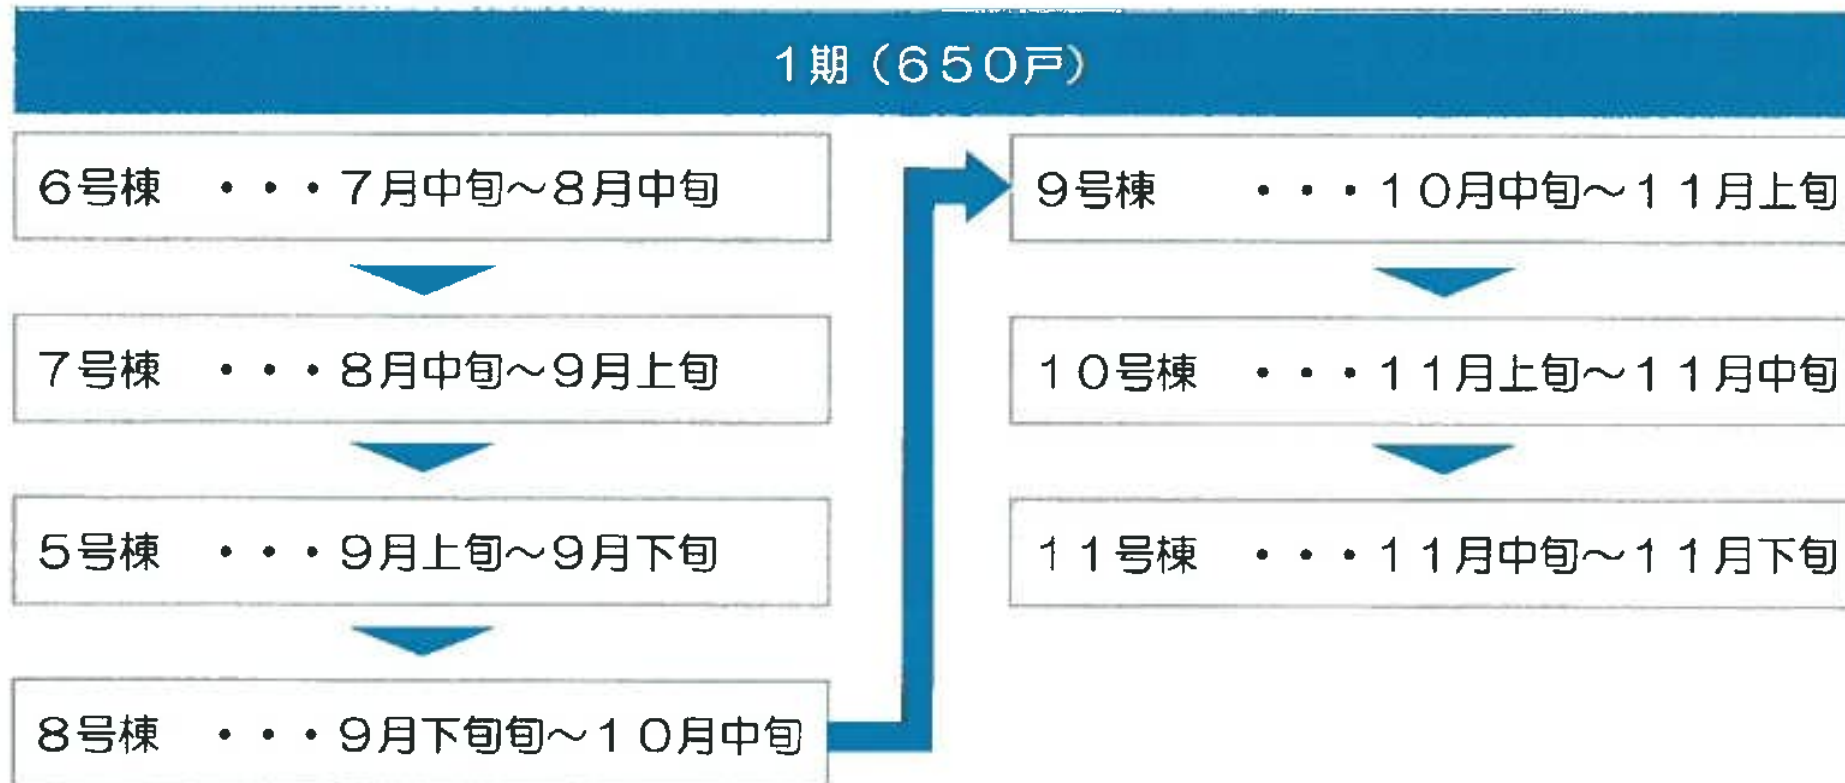 1期（650戸）
6号棟　・・・7月中旬～8月中旬
7号棟　・・・8月中旬～9月上旬
5号棟　・・・9月上旬～9月下旬
8号棟　・・・9月下旬旬～10月中旬
9号棟　・・・10月中旬～11月上旬
10号棟　・・・11月上旬～11月中旬
11号棟　・・・11月中旬～11月下旬